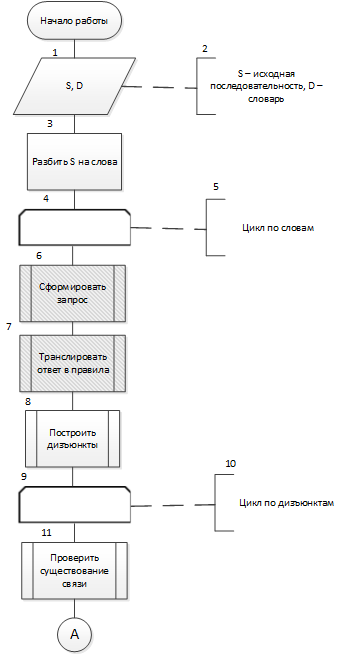 Начало работы
1
2
S, D
S – исходная
последовательность, D –
словарь
3
Разбить S на слова
4
5
Цикл по словам
6
Сформировать
запрос
7
Транслировать
ответ в правила
8
Построить
дизъюнкты
9
10
Цикл по дизъюнктам
11
Проверить
существование
связи
A